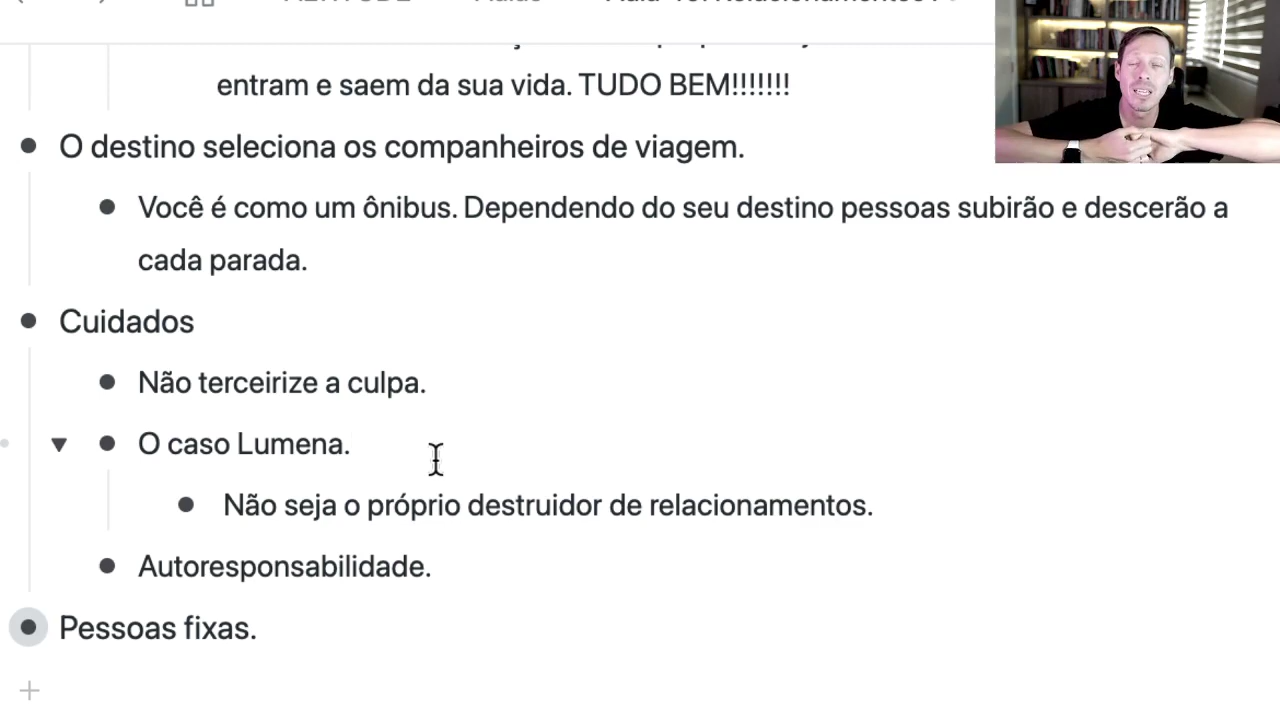 entram e saem da sua vida. TUDO BEM!!!!!!!
O destino seleciona os companheiros de viagem.
Você é como um ônibus. Dependendo do seu destino pessoas subirão e descerão a
cada parada.
Cuidados
Não terceirize a culpa.
O caso Lumena.
Não seja o próprio destruidor de relacionamentos.
Autoresponsabilidade.
Pessoas fixas.